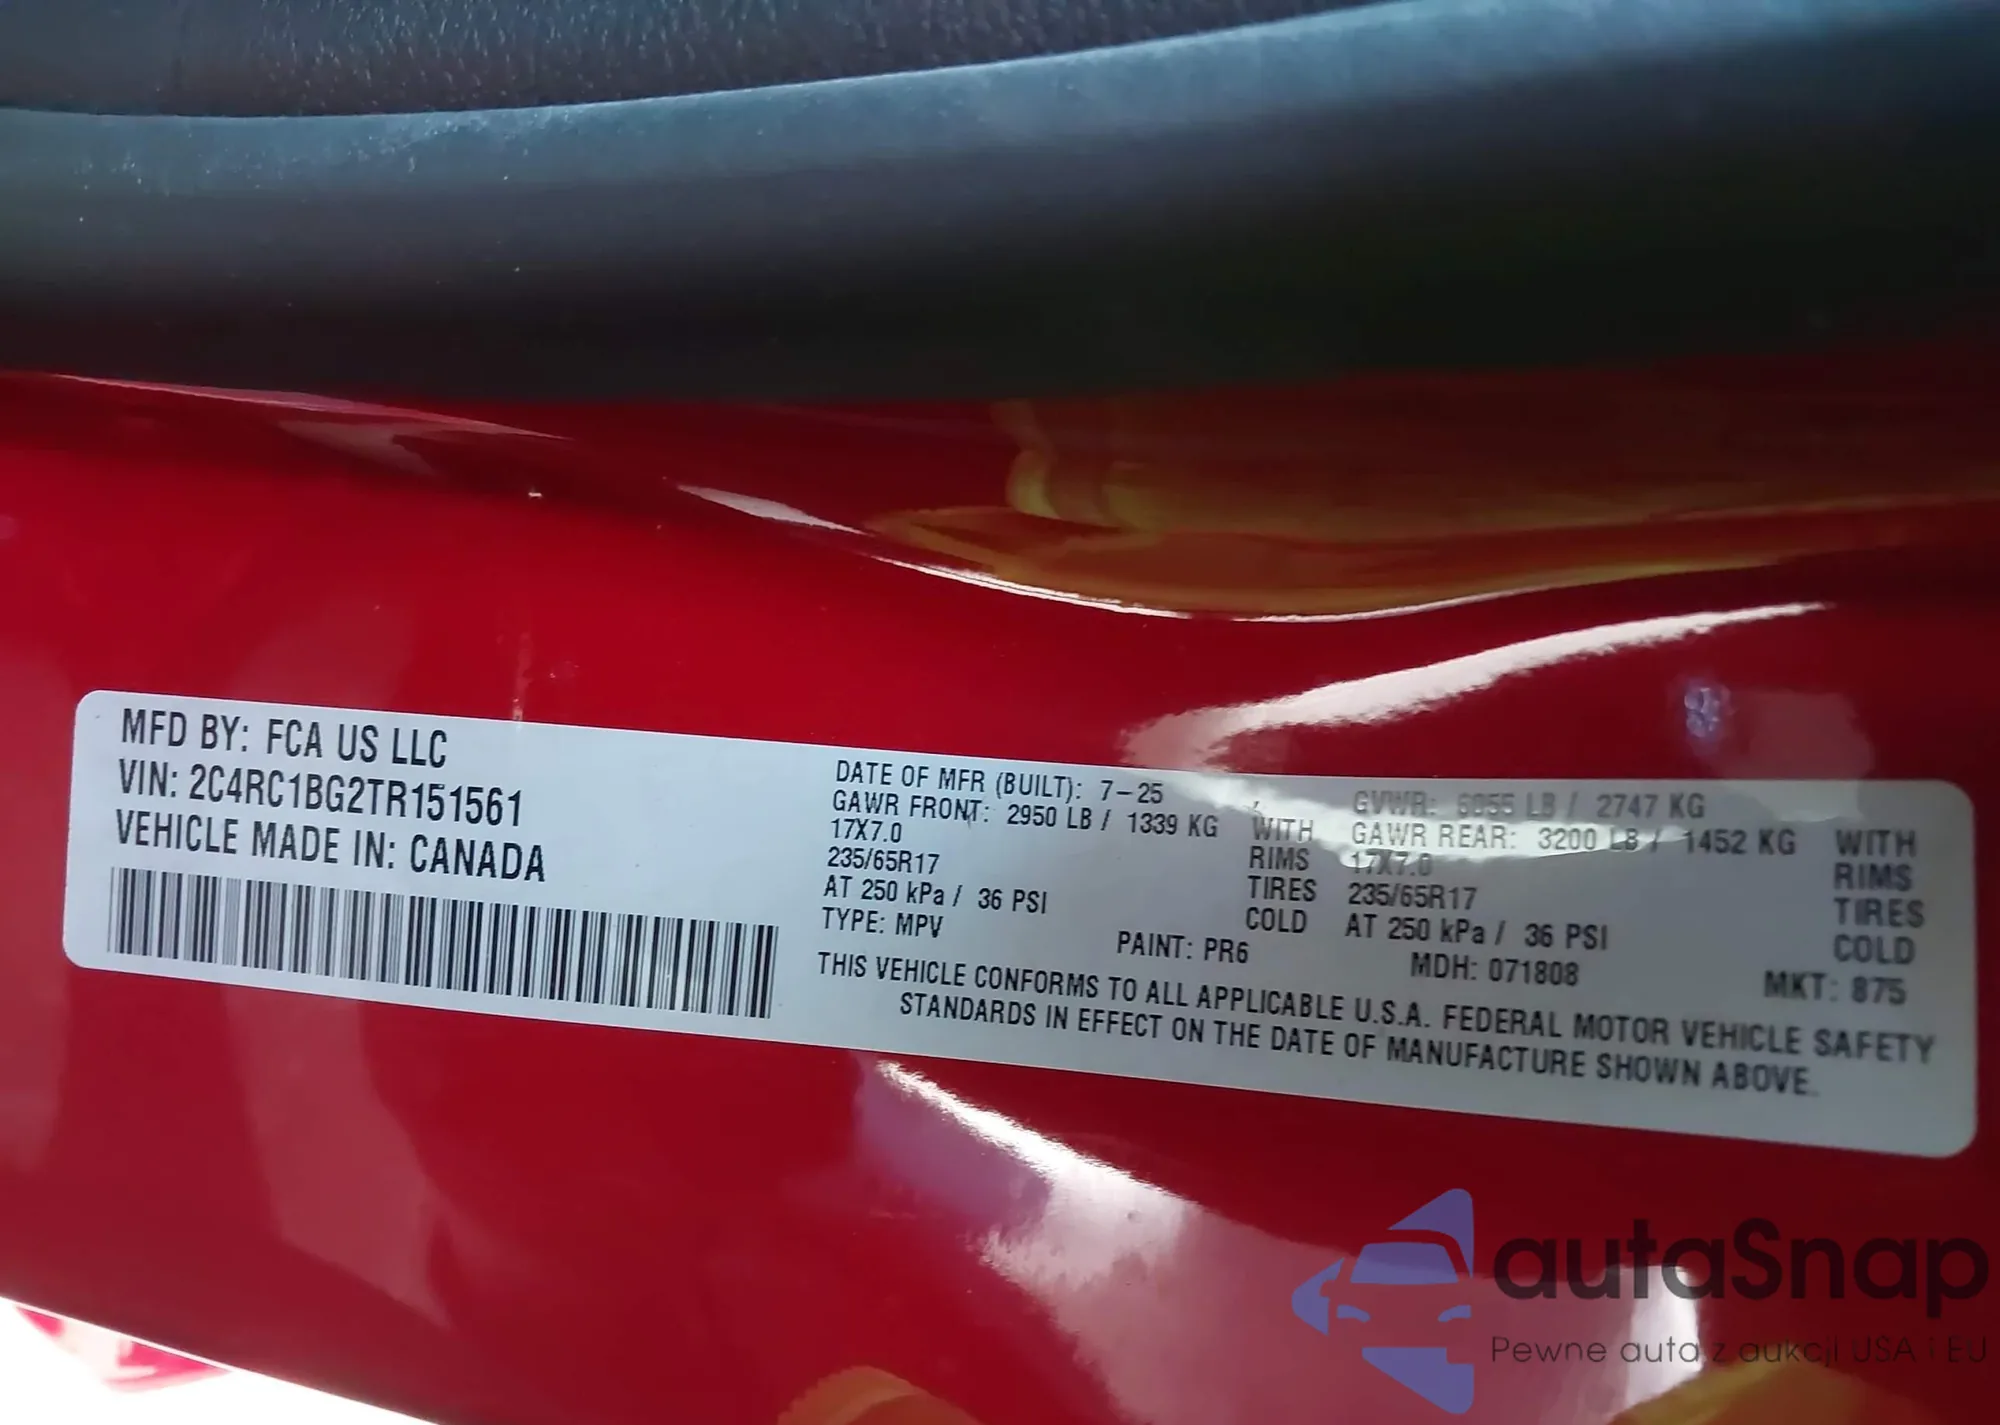 MFD BY: FCA US LLC
VIN: 2C4RC1BG2TR151561
VEHICLE MADE IN: CANADA
DATE OF MFR (BUILT): 7-25 GVWR: 6055 LB / 2747 KG
GAWR FRONT: 2950 LB / 1339 KG WITH GAWR REAR: 3200 LB / 1452 KG WITH
17X7.0 RIMS 17X7.0 RIMS
235/65R17 TIRES 235/65R17 TIRES
AT 250 kPa / 36 PSI COLD AT 250 kPa / 36 PSI COLD
TYPE: MPV PAINT: PR6 MDH: 071808 MKT: 875
THIS VEHICLE CONFORMS TO ALL APPLICABLE U.S.A. FEDERAL MOTOR VEHICLE SAFETY
STANDARDS IN EFFECT ON THE DATE OF MANUFACTURE SHOWN ABOVE.
autaSnap
Pewne auta z aukcji USA i EU